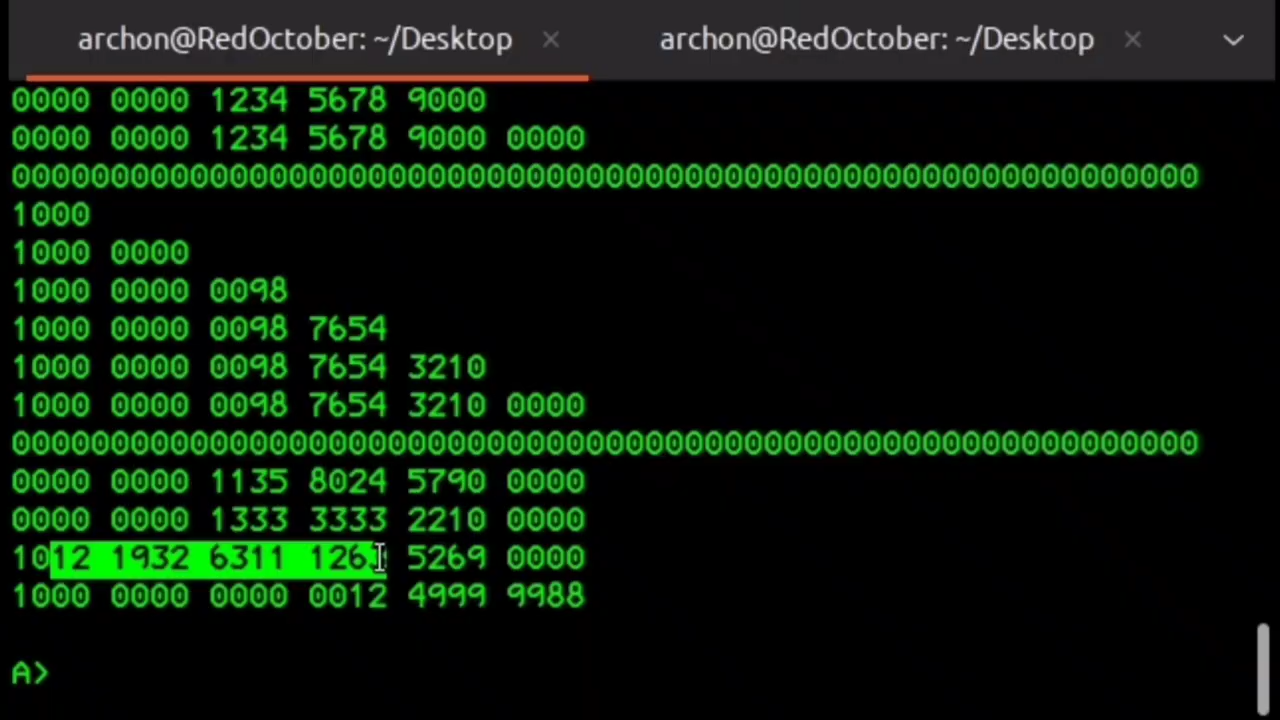 archon@RedOctober: ~/Desktop × archon@RedOctober: ~/Desktop ×
0000 0000 1234 5678 9000
0000 0000 1234 5678 9000 0000
000000000000000000000000000000000000000000000000000000000000
1000
1000 0000
1000 0000 0098
1000 0000 0098 7654
1000 0000 0098 7654 3210
1000 0000 0098 7654 3210 0000
000000000000000000000000000000000000000000000000000000000000
0000 0000 1135 8024 5790 0000
0000 0000 1333 3333 2210 0000
1012 1932 6311 1263 5269 0000
1000 0000 0000 0012 4999 9988
A>